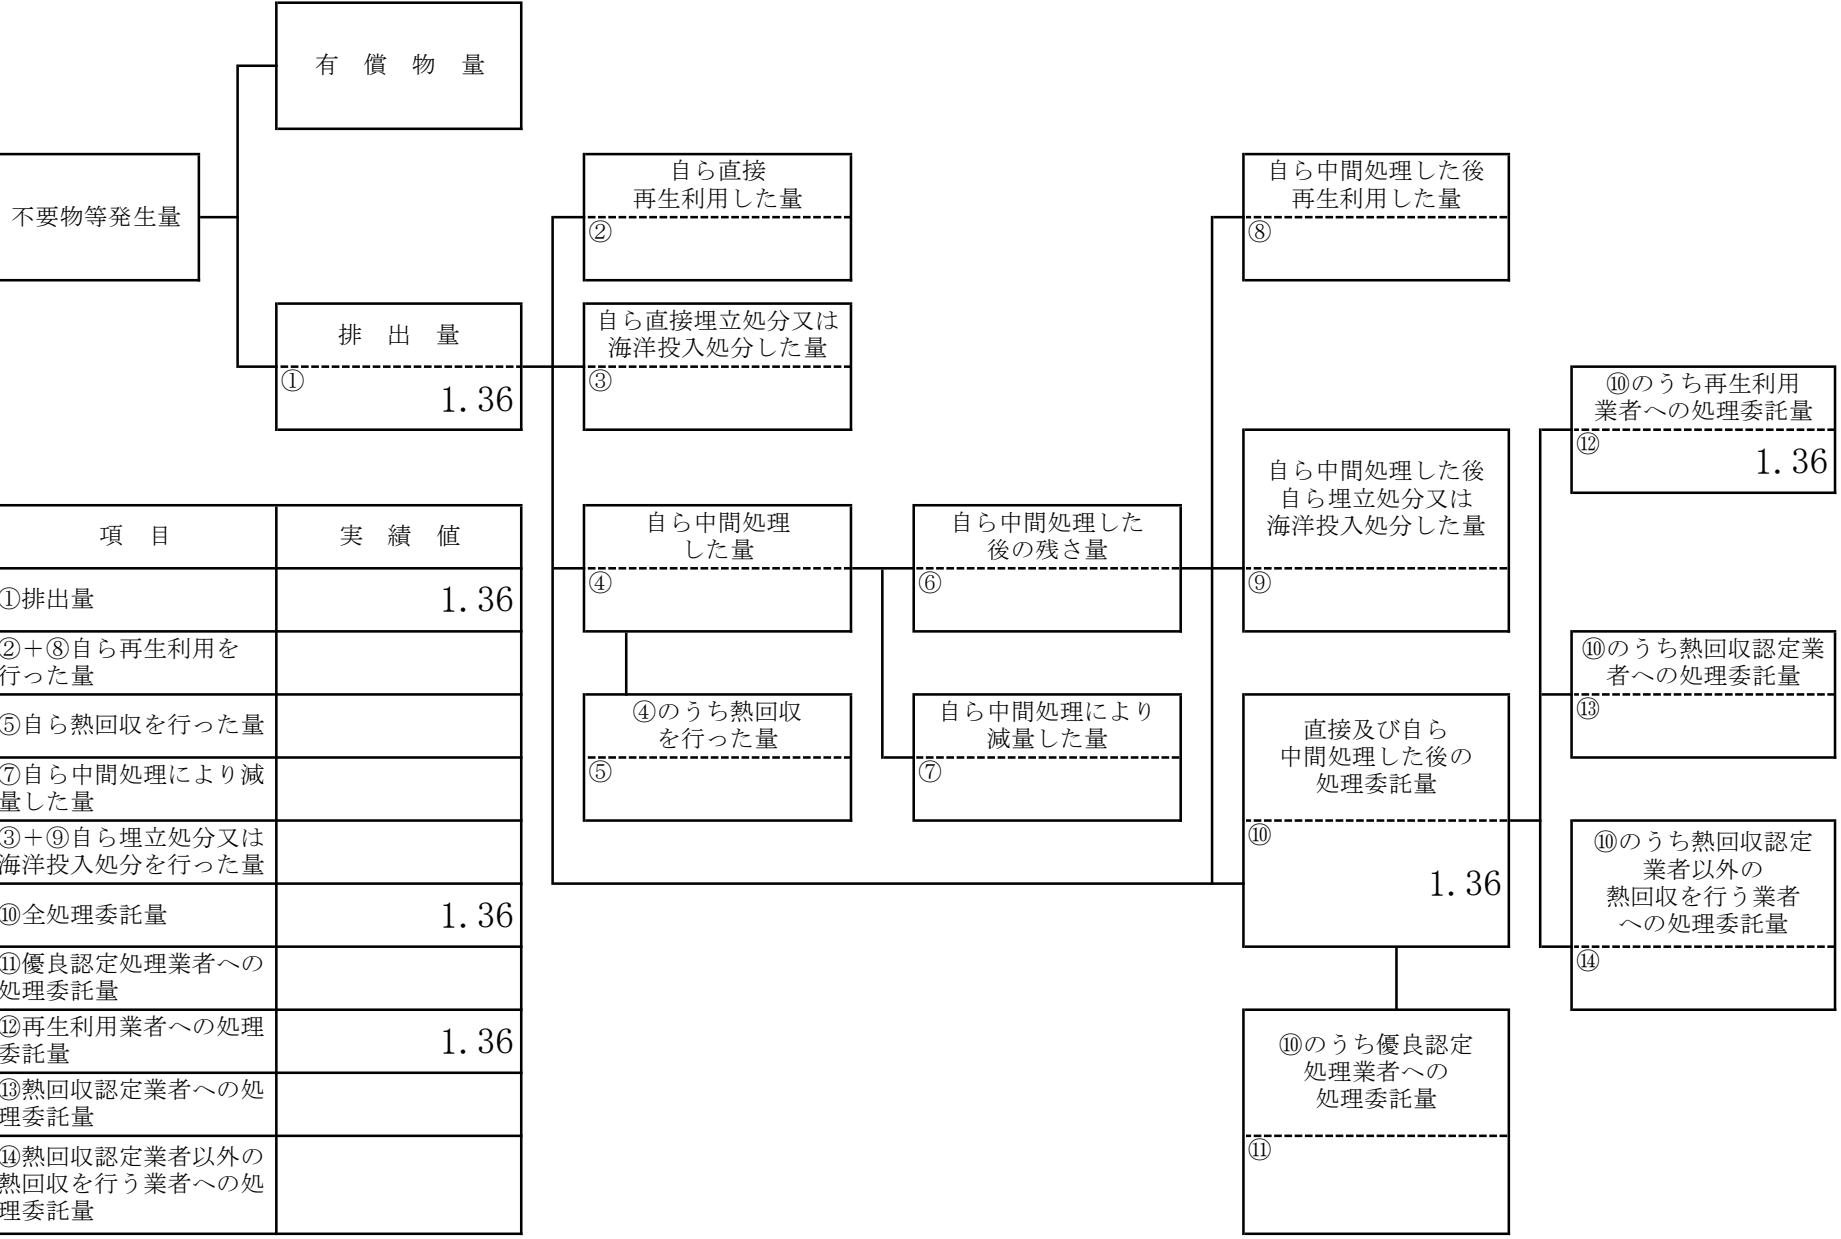 有 償 物 量
不要物等発生量
排 出 量
①
1.36
自ら直接
再生利用した量
②
自ら直接埋立処分又は
海洋投入処分した量
③
自ら中間処理
した量
④
④のうち熱回収
を行った量
⑤
自ら中間処理した
後の残さ量
⑥
自ら中間処理により
減量した量
⑦
自ら中間処理した後
再生利用した量
⑧
自ら中間処理した後
自ら埋立処分又は
海洋投入処分した量
⑨
直接及び自ら
中間処理した後の
処理委託量
⑩
1.36
⑩のうち優良認定
処理業者への
処理委託量
⑪
⑩のうち再生利用
業者への処理委託量
⑫
1.36
⑩のうち熱回収認定業
者への処理委託量
⑬
⑩のうち熱回収認定
業者以外の
熱回収を行う業者
への処理委託量
⑭
項 目
実 績 値
①排出量
1.36
②＋⑧自ら再生利用を
行った量
⑤自ら熱回収を行った量
⑦自ら中間処理により減
量した量
③＋⑨自ら埋立処分又は
海洋投入処分を行った量
⑩全処理委託量
1.36
⑪優良認定処理業者への
処理委託量
⑫再生利用業者への処理
委託量
1.36
⑬熱回収認定業者への処
理委託量
⑭熱回収認定業者以外の
熱回収を行う業者への処
理委託量